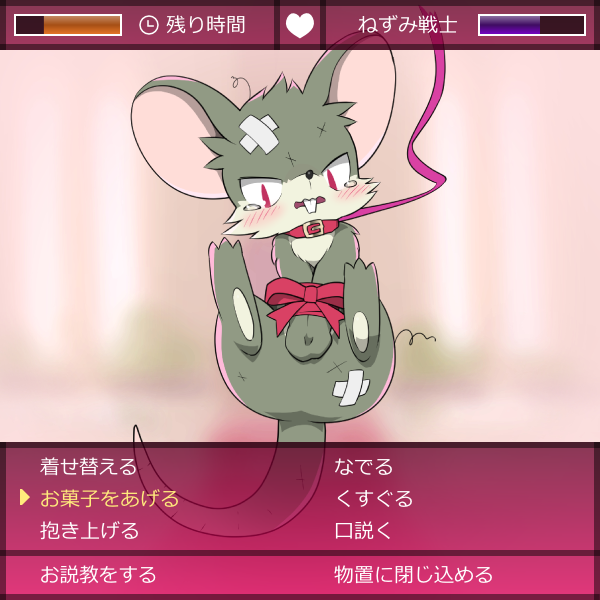 残り時間
ねずみ戦士
着せ替える
なでる
お菓子をあげる
くすぐる
抱き上げる
口説く
お説教をする
物置に閉じ込める